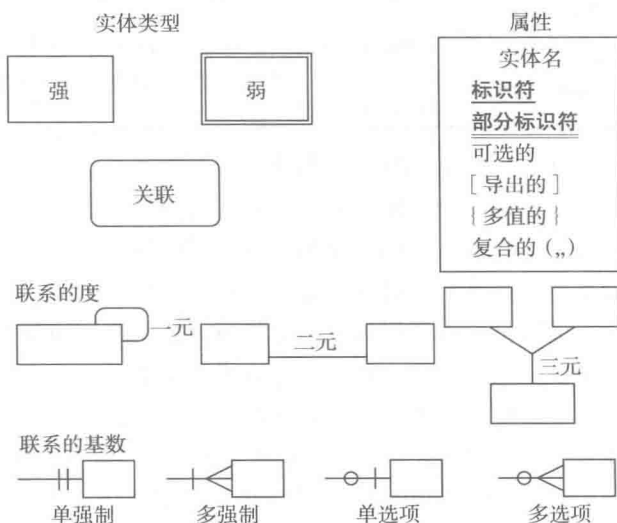 实体类型
强
弱
关联
属性
实体名
标识符
部分标识符
可选的
[导出的]
{多值的}
复合的(,,)
联系的度
一元
二元
三元
联系的基数
单强制
多强制
单选项
多选项